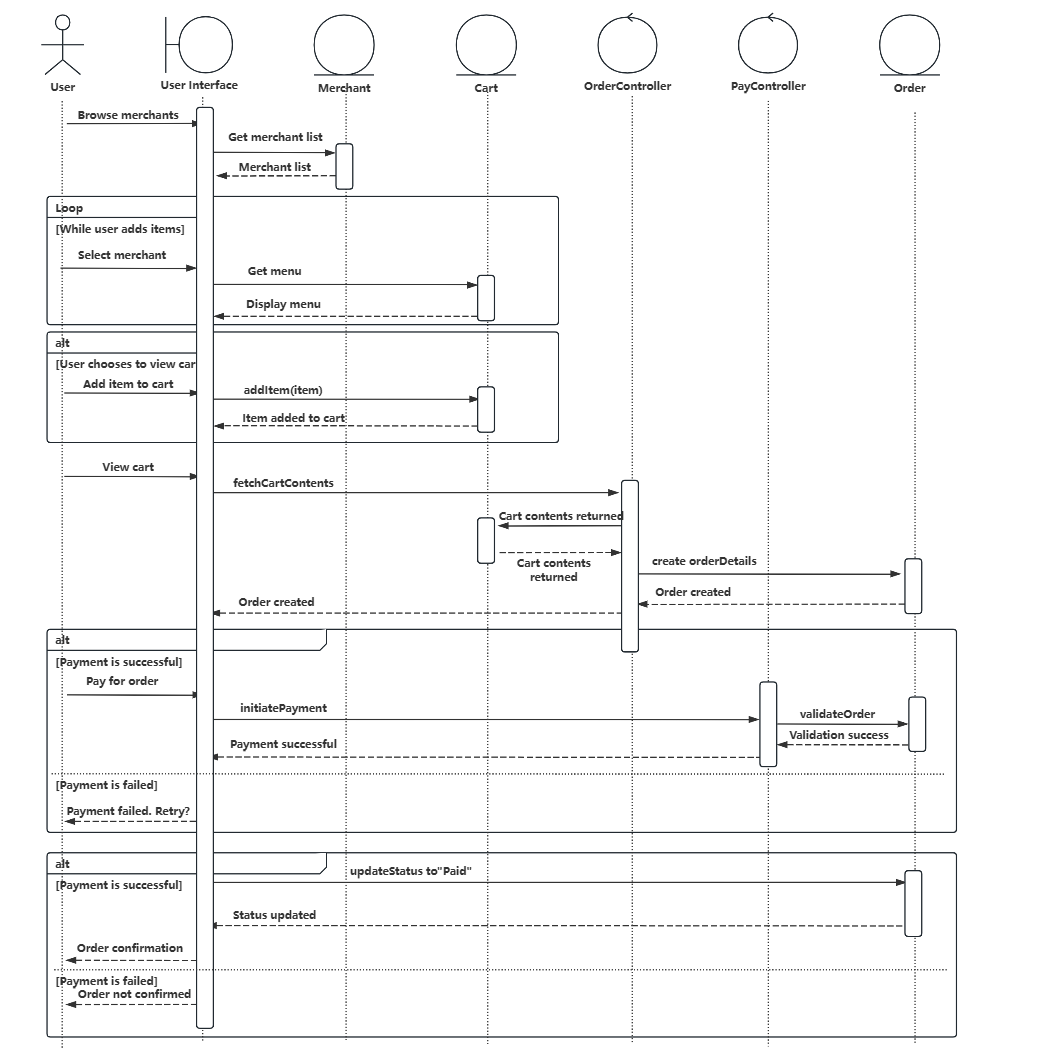 User
User Interface
Merchant
Cart
OrderController
PayController
Order
Browse merchants
Get merchant list
Merchant list
Loop
[While user adds items]
Select merchant
Get menu
Display menu
alt
[User chooses to view car
Add item to cart
addItem(item)
Item added to cart
View cart
fetchCartContents
Cart contents returned
Cart contents
returned
create orderDetails
Order created
Order created
alt
[Payment is successful]
Pay for order
initiatePayment
validateOrder
Validation success
Payment successful
[Payment is failed]
Payment failed. Retry?
alt
updateStatus to"Paid"
[Payment is successful]
Status updated
Order confirmation
[Payment is failed]
Order not confirmed